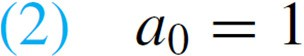 (2) a₀ = 1